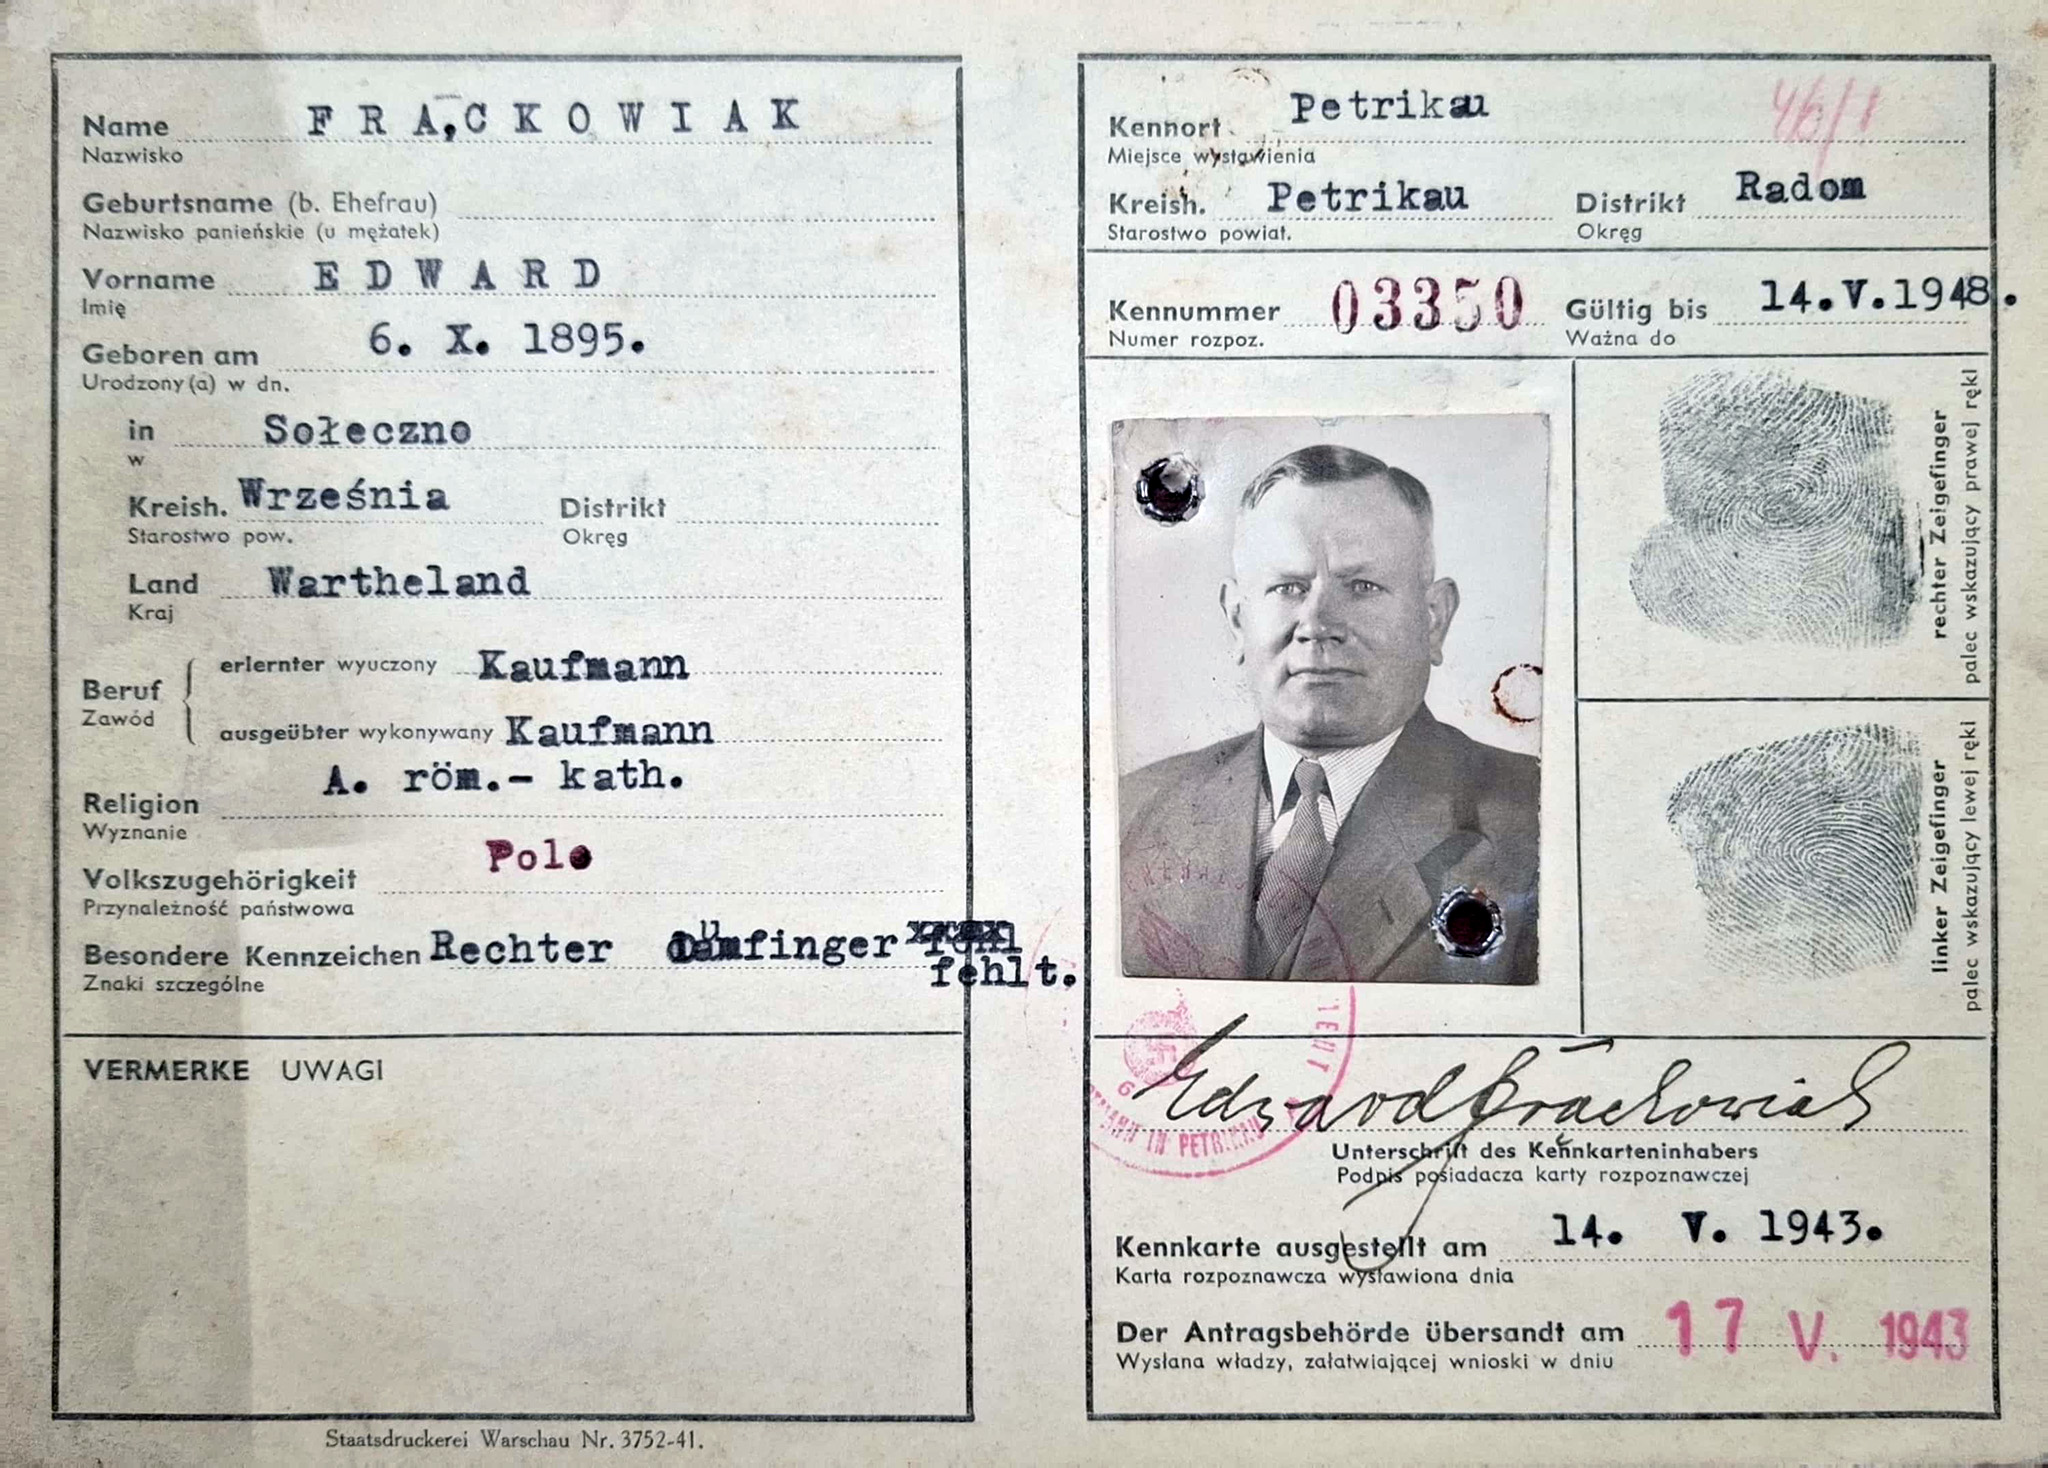 Name FRĄCKOWIAK
Nazwisko
Geburtsname (b. Ehefrau)
Nazwisko panieńskie (u mężatek)
Vorname EDWARD
Imię
Geboren am 6. X. 1895.
Urodzony(a) w dn.
in Sołeczno
w
Kreish. Września Distrikt
Starostwo pow. Okręg
Land Wartheland
Kraj
Beruf erlernter wyuczony Kaufmann
Zawód ausgeübter wykonywany Kaufmann
Religion A. röm.- kath.
Wyznanie
Volkszugehörigkeit Pole
Przynależność państwowa
Besondere Kennzeichen Rechter Daumfinger
fehlt.
Znaki szczególne
VERMERKE UWAGI
Staatsdruckerei Warschau Nr. 3752-41.
46/1
Kennort Petrikau
Miejsce wystawienia
Kreish. Petrikau Distrikt Radom
Starostwo powiat. Okręg
Kennummer 03350 Gültig bis 14.V.1948.
Numer rozpoz. Ważna do
rechter Zeigefinger
palec wskazujący prawej ręki
linker Zeigefinger
palec wskazujący lewej ręki
IN PETRIKAU
Edward Frąckowiak
Unterschrift des Kennkarteninhabers
Podpis posiadacza karty rozpoznawczej
Kennkarte ausgestellt am 14. V. 1943.
Karta rozpoznawcza wystawiona dnia
Der Antragsbehörde übersandt am 17 V. 1943
Wysłana władzy, załatwiającej wnioski w dniu